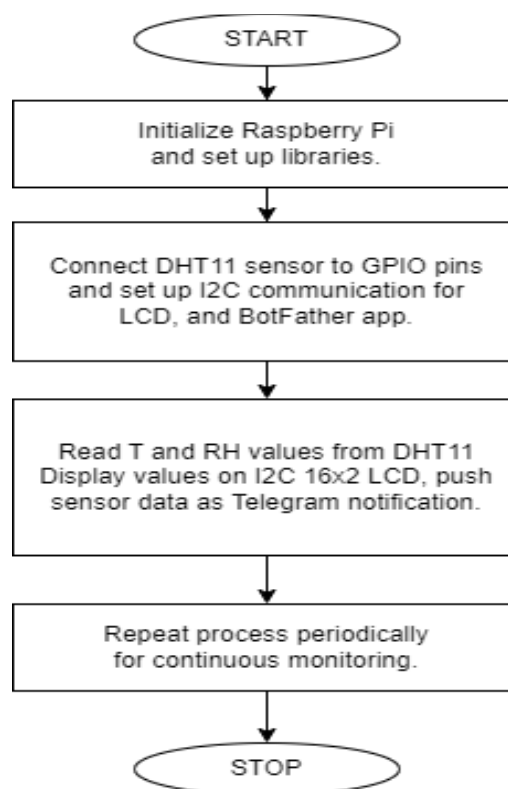 START
Initialize Raspberry Pi
and set up libraries.
Connect DHT11 sensor to GPIO pins
and set up I2C communication for
LCD, and BotFather app.
Read T and RH values from DHT11
Display values on I2C 16x2 LCD, push
sensor data as Telegram notification.
Repeat process periodically
for continuous monitoring.
STOP